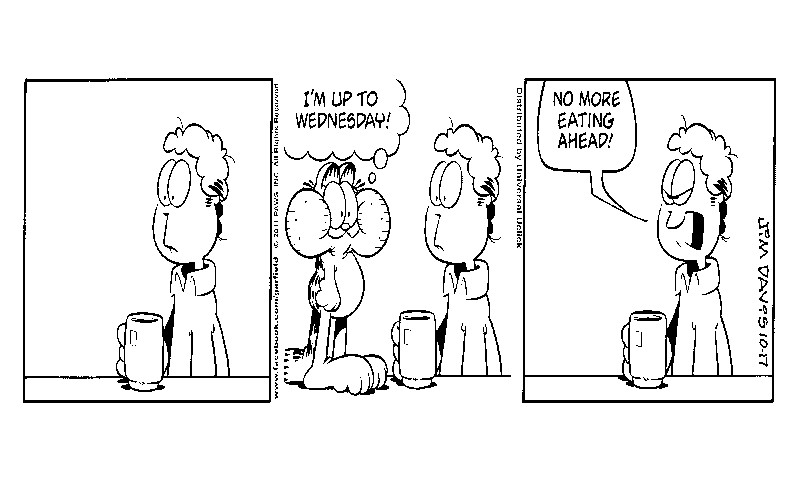 I'M UP TO
WEDNESDAY!
www.facebook.com/garfield © 2011 PAWS, INC. All Rights Reserved.
NO MORE
EATING
AHEAD!
Distributed by Universal Uclick
JIM DAVIS 10-17